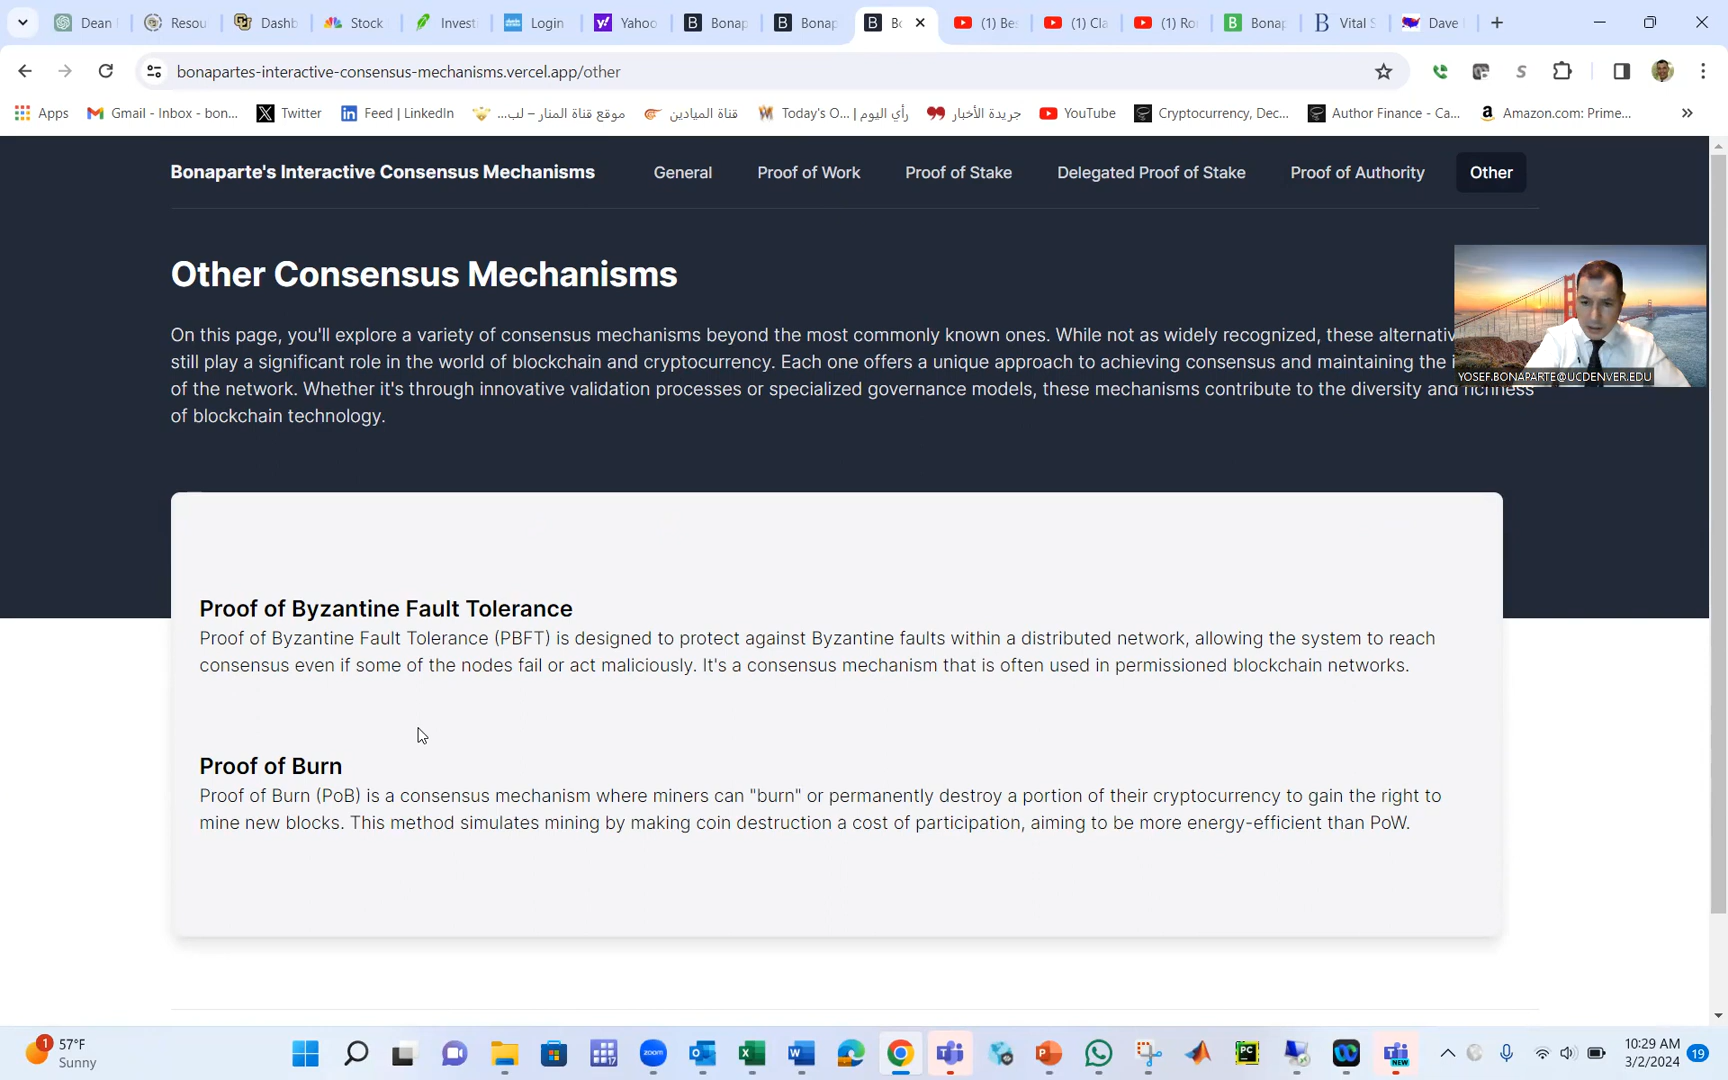 Dean
Resou
Dashb
Stock
Invest
Login
Yahoo
Bonap
Bonap
Bo
(1) Be
(1) Cla
(1) Ro
Bonap
Vital S
Dave
bonapartes-interactive-consensus-mechanisms.vercel.app/other
Apps
Gmail - Inbox - bon...
Twitter
Feed | LinkedIn
موقع قناة المنار – لب...
قناة الميادين
Today's O... | رأي اليوم
جريدة الأخبار
YouTube
Cryptocurrency, Dec...
Author Finance - Ca...
Amazon.com: Prime...
Bonaparte's Interactive Consensus Mechanisms
General
Proof of Work
Proof of Stake
Delegated Proof of Stake
Proof of Authority
Other
Other Consensus Mechanisms
On this page, you'll explore a variety of consensus mechanisms beyond the most commonly known ones. While not as widely recognized, these alternativ
still play a significant role in the world of blockchain and cryptocurrency. Each one offers a unique approach to achieving consensus and maintaining the i
of the network. Whether it's through innovative validation processes or specialized governance models, these mechanisms contribute to the diversity and richness
of blockchain technology.
YOSEF.BONAPARTE@UCDENVER.EDU
Proof of Byzantine Fault Tolerance
Proof of Byzantine Fault Tolerance (PBFT) is designed to protect against Byzantine faults within a distributed network, allowing the system to reach
consensus even if some of the nodes fail or act maliciously. It's a consensus mechanism that is often used in permissioned blockchain networks.
Proof of Burn
Proof of Burn (PoB) is a consensus mechanism where miners can "burn" or permanently destroy a portion of their cryptocurrency to gain the right to
mine new blocks. This method simulates mining by making coin destruction a cost of participation, aiming to be more energy-efficient than PoW.
1
57°F
Sunny
zoom
10:29 AM
3/2/2024
19